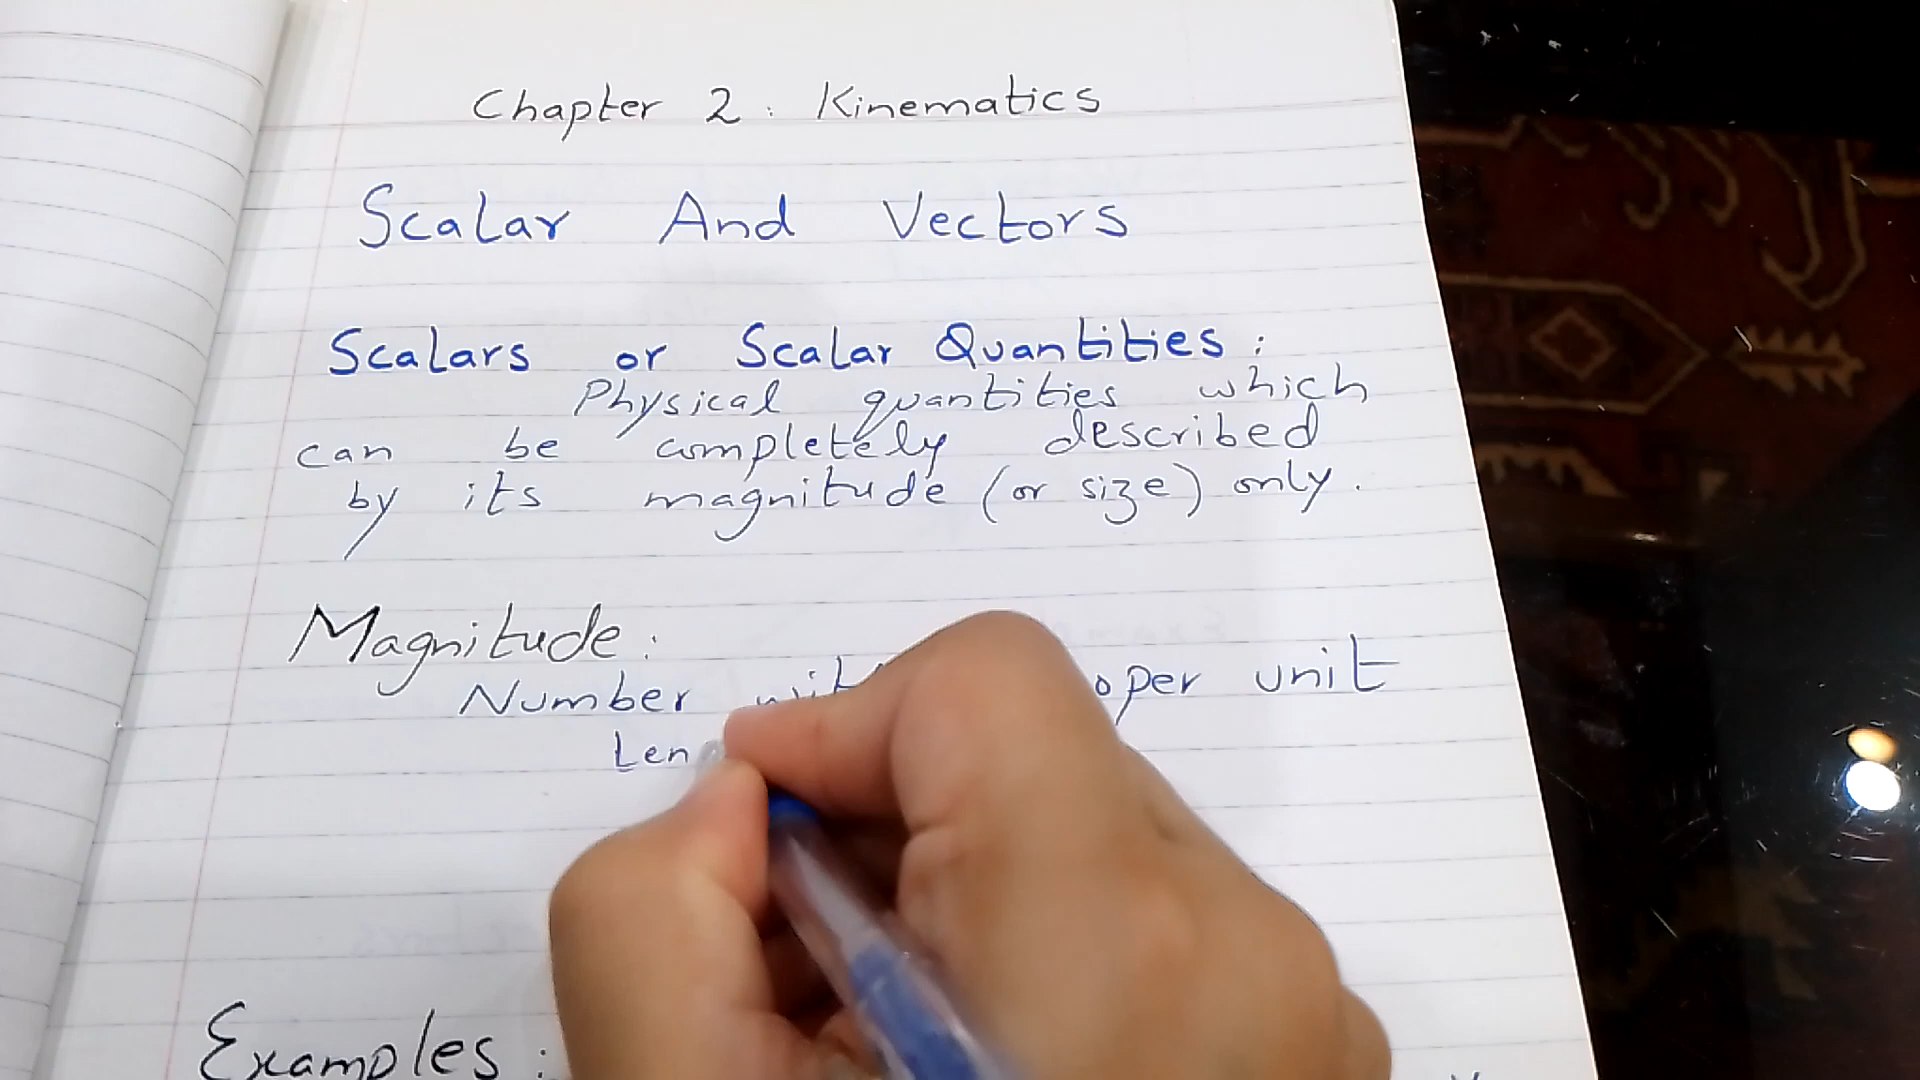 Chapter 2 : Kinematics
Scalar And Vectors
Scalars or Scalar Quantities :
Physical quantities which
can be completely described
by its magnitude (or size) only .
Magnitude :
Number unit
Len
Examples :